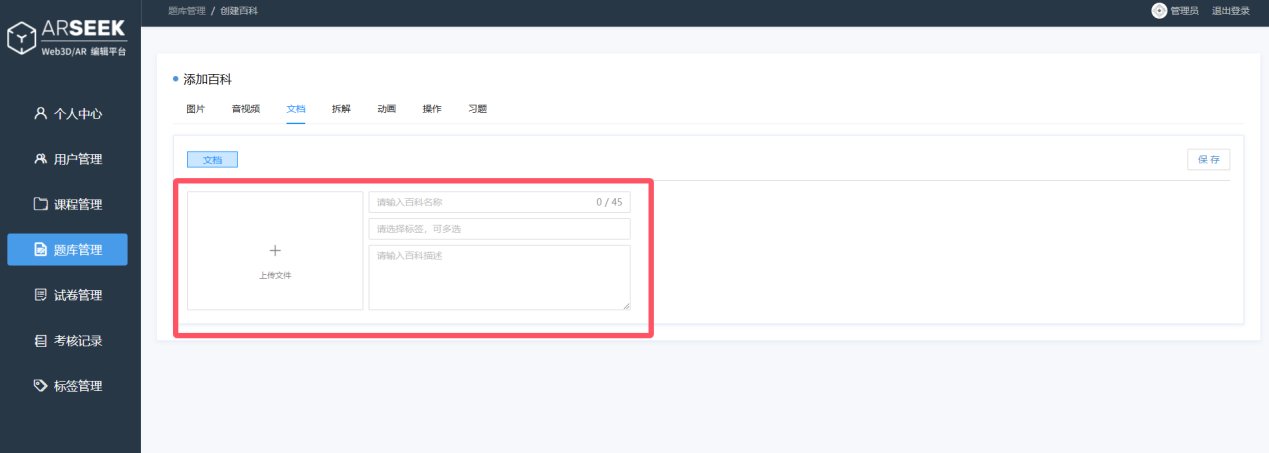 题库管理 / 创建百科
管理员 退出登录
ARSEEK
Web3D/AR 编辑平台
个人中心
用户管理
课程管理
题库管理
试卷管理
考核记录
标签管理
添加百科
图片 音视频 文档 拆解 动画 操作 习题
文档
保存
上传文件
请输入百科名称 0 / 45
请选择标签，可多选
请输入百科描述